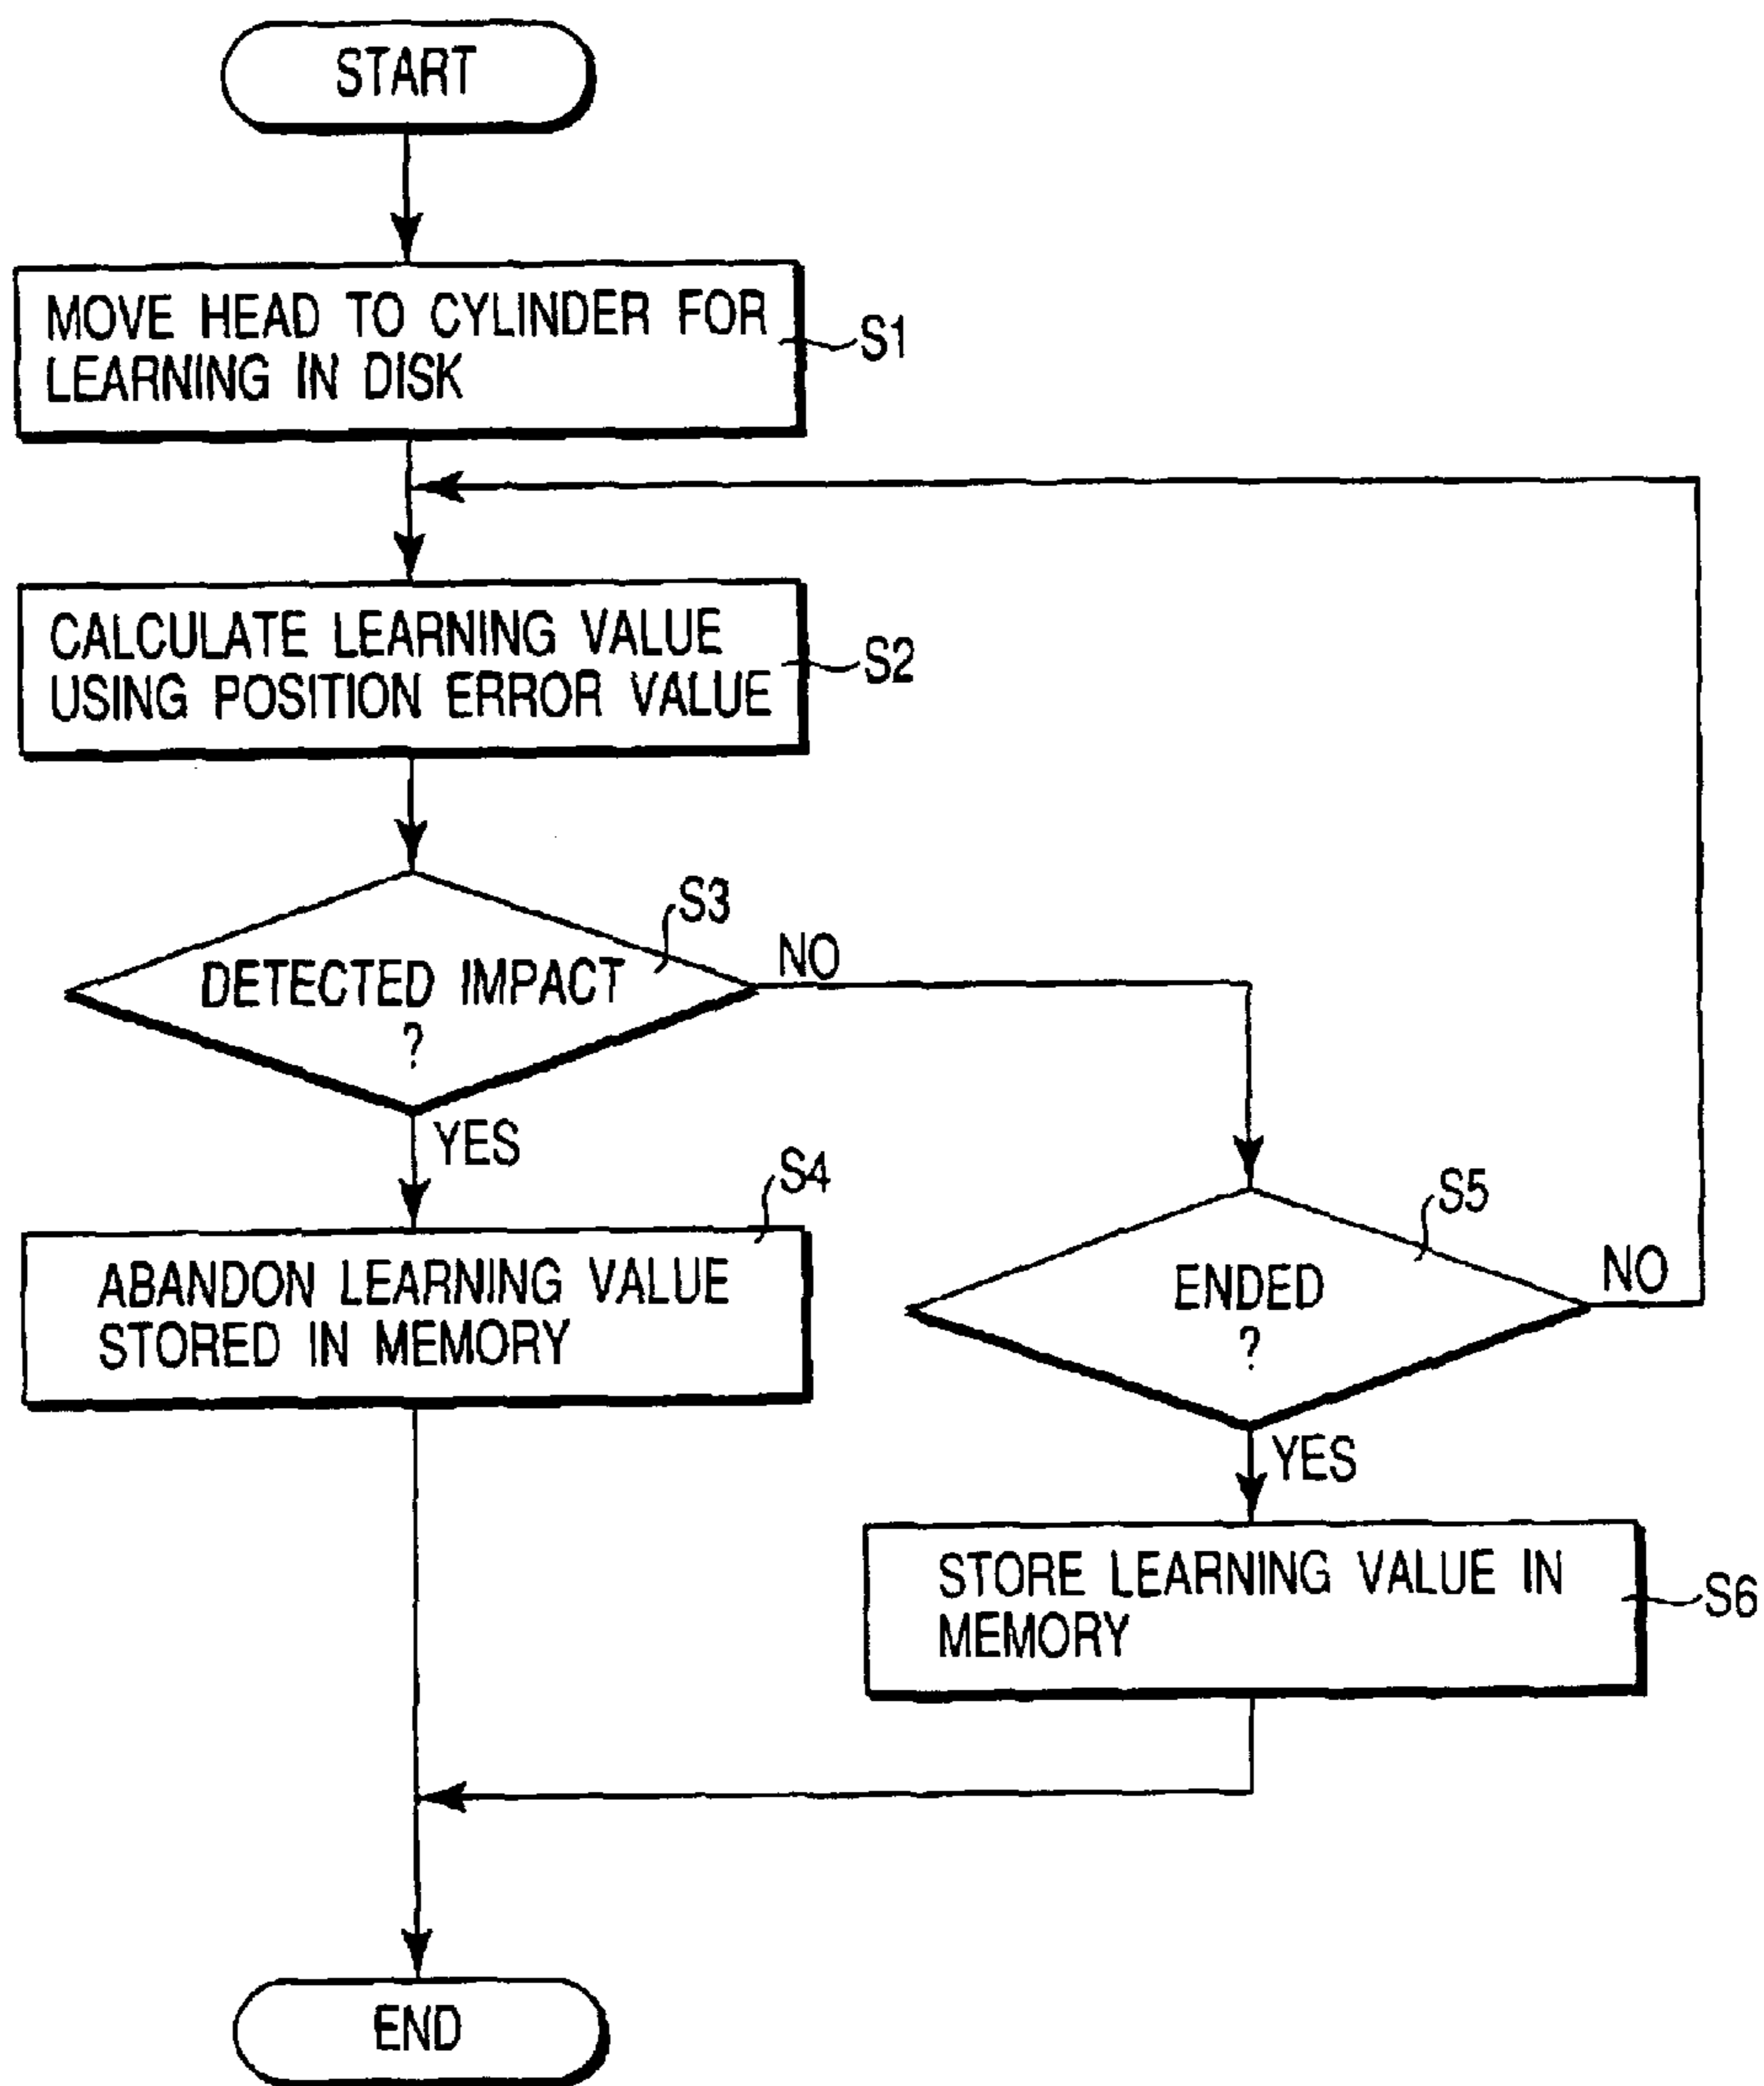 START
MOVE HEAD TO CYLINDER FOR
LEARNING IN DISK
S1
CALCULATE LEARNING VALUE
USING POSITION ERROR VALUE
S2
S3
DETECTED IMPACT
?
NO
YES
S4
ABANDON LEARNING VALUE
STORED IN MEMORY
S5
ENDED
?
NO
YES
STORE LEARNING VALUE IN
MEMORY
S6
END